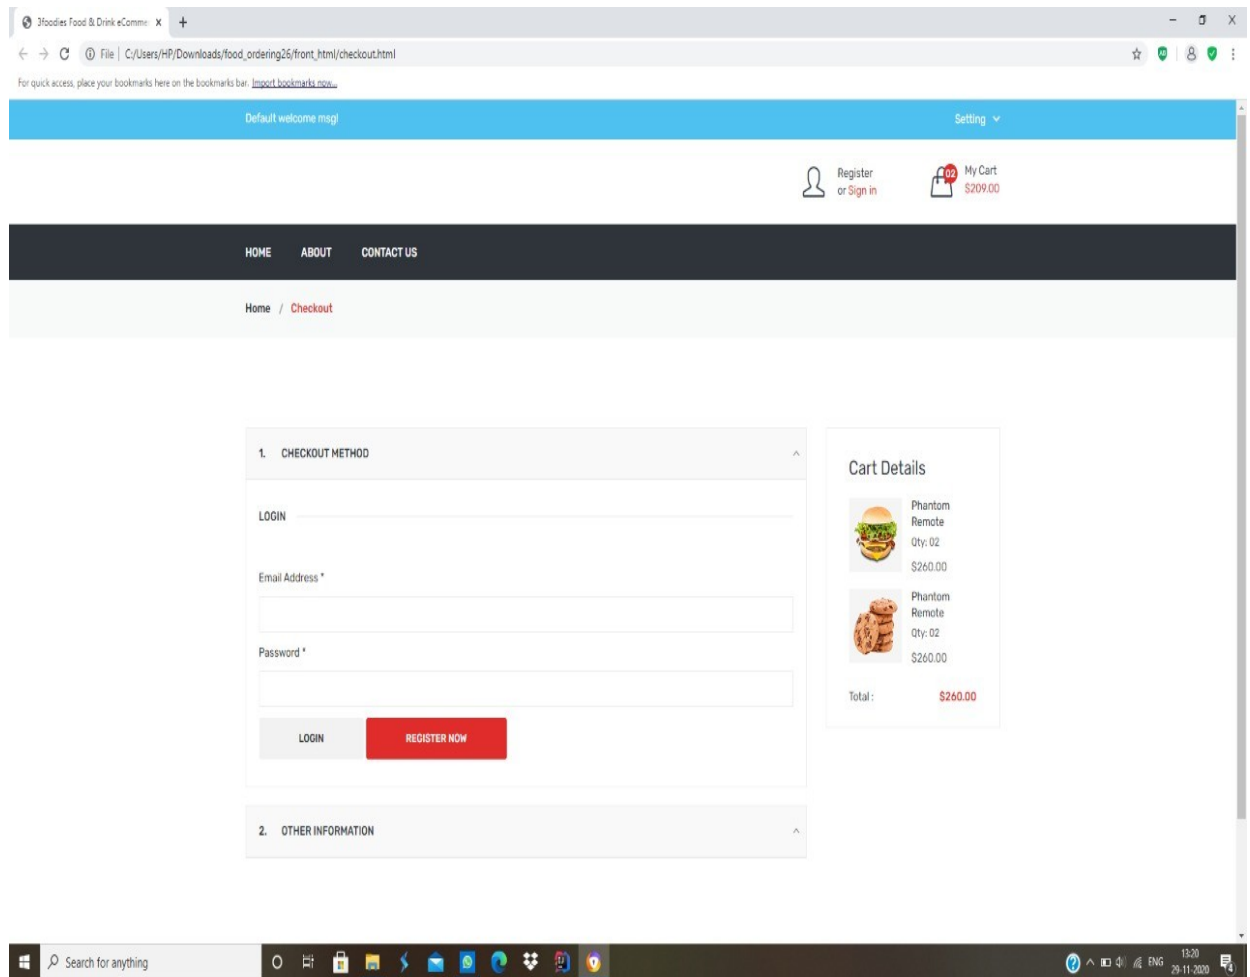 3foodies Food & Drink eComme
File | C:/Users/HP/Downloads/food_ordering26/front_html/checkout.html
For quick access, place your bookmarks here on the bookmarks bar. Import bookmarks now...
Default welcome msg!
Setting
Register
or Sign in
02
My Cart
$209.00
HOME ABOUT CONTACT US
Home / Checkout
1. CHECKOUT METHOD
LOGIN
Email Address *
Password *
LOGIN REGISTER NOW
2. OTHER INFORMATION
Cart Details
Phantom
Remote
Qty: 02
$260.00
Phantom
Remote
Qty: 02
$260.00
Total : $260.00
Search for anything
ENG
13:20
29-11-2020
4